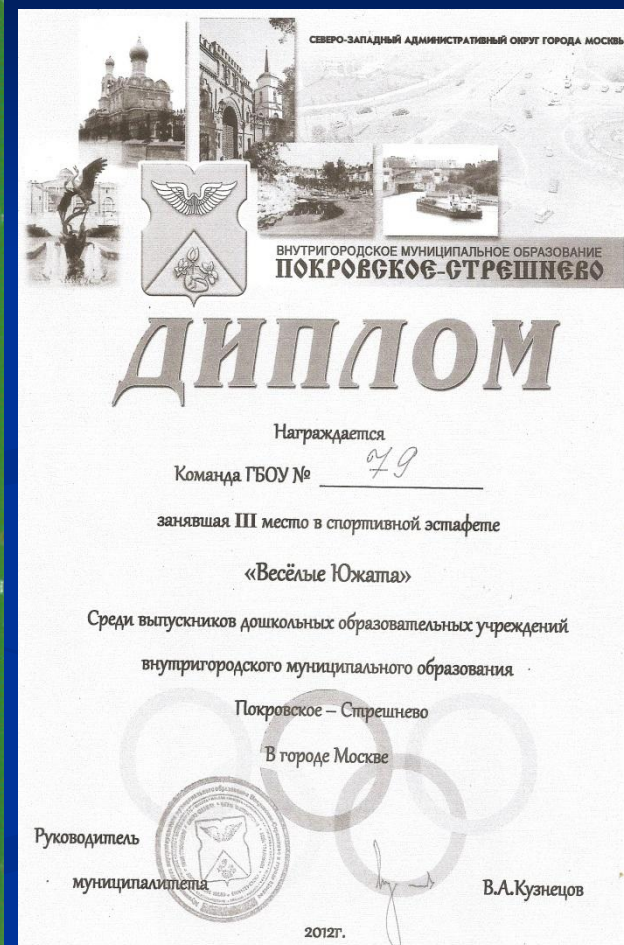 СЕВЕРО-ЗАПАДНЫЙ АДМИНИСТРАТИВНЫЙ ОКРУГ ГОРОДА МОСКВЫ
ВНУТРИГОРОДСКОЕ МУНИЦИПАЛЬНОЕ ОБРАЗОВАНИЕ
ПОКРОВСКОЕ-СТРЕШНЕВО
ДИПЛОМ
Награждается
Команда ГБОУ № 79
занявшая III место в спортивной эстафете
«Весёлые Южата»
Среди выпускников дошкольных образовательных учреждений
внутригородского муниципального образования
Покровское – Стрешнево
В городе Москве
Руководитель
муниципалитета
В.А.Кузнецов
2012г.